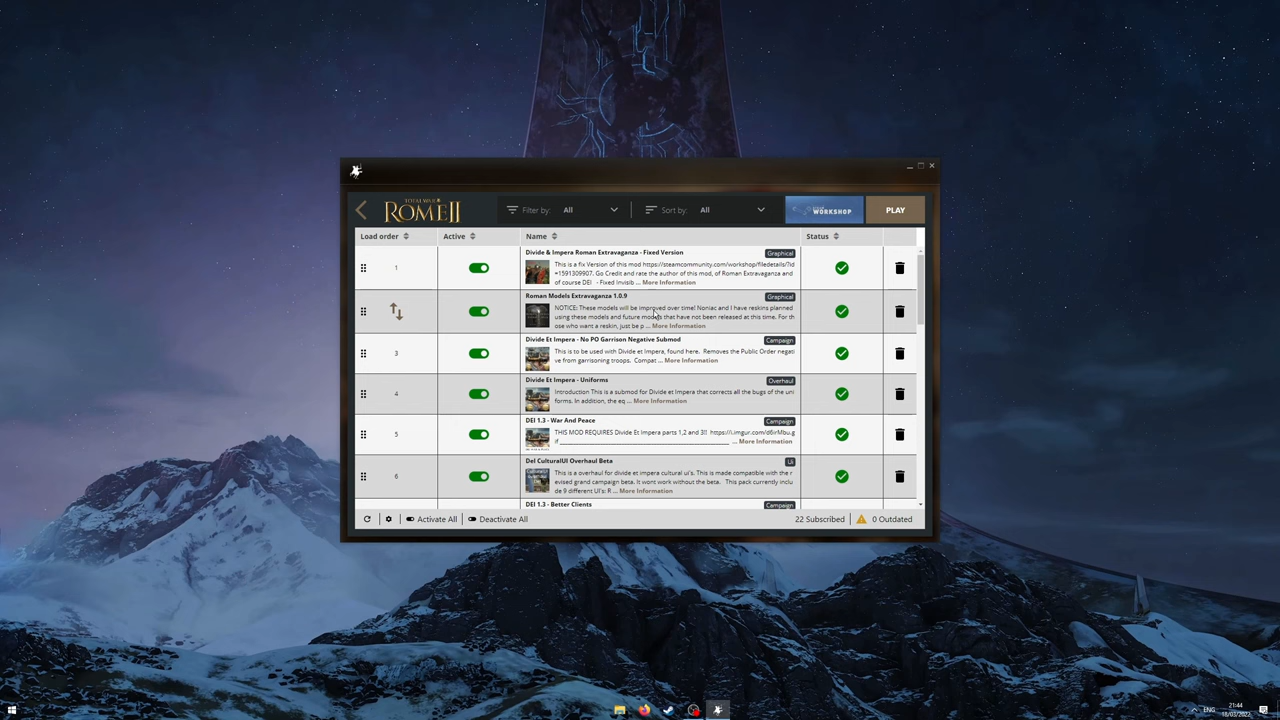 TOTAL WAR
ROME II
Filter by: All
Sort by: All
WORKSHOP
PLAY
Load order
Active
Name
Status
1
Divide & Impera Roman Extravaganza - Fixed Version
Graphical
This is a fix Version of this mod https://steamcommunity.com/workshop/filedetails/?id
=1591309907. Go Credit and rate the author of this mod, of Roman Extravaganza and
of course DEI - Fixed Invisib ... More Information
Roman Models Extravaganza 1.0.9
Graphical
NOTICE: These models will be improved over time! Noniac and I have reskins planned
using these models and future models that have not been released at this time. For th
ose who want a reskin, just be p ... More Information
3
Divide Et Impera - No PO Garrison Negative Submod
Campaign
This is to be used with Divide et Impera, found here. Removes the Public Order negati
ve from garrisoning troops. Compat ... More Information
4
Divide Et Impera - Uniforms
Overhaul
Introduction This is a submod for Divide et Impera that corrects all the bugs of the uni
forms. In addition, the eq ... More Information
5
DEI 1.3 - War And Peace
Campaign
THIS MOD REQUIRES Divide Et Impera parts 1,2 and 3!! https://i.imgur.com/d6irMbu.g
if ... More Information
6
DeI CulturalUI Overhaul Beta
Ui
This is a overhaul for divide et impera cultural ui's. This is made compatible with the r
evised grand campaign beta. It wont work without the beta. This pack currently inclu
de 9 different UI's: R ... More Information
DEI 1.3 - Better Clients
Campaign
Activate All
Deactivate All
22 Subscribed
0 Outdated
ENG
21:44
18/03/2022